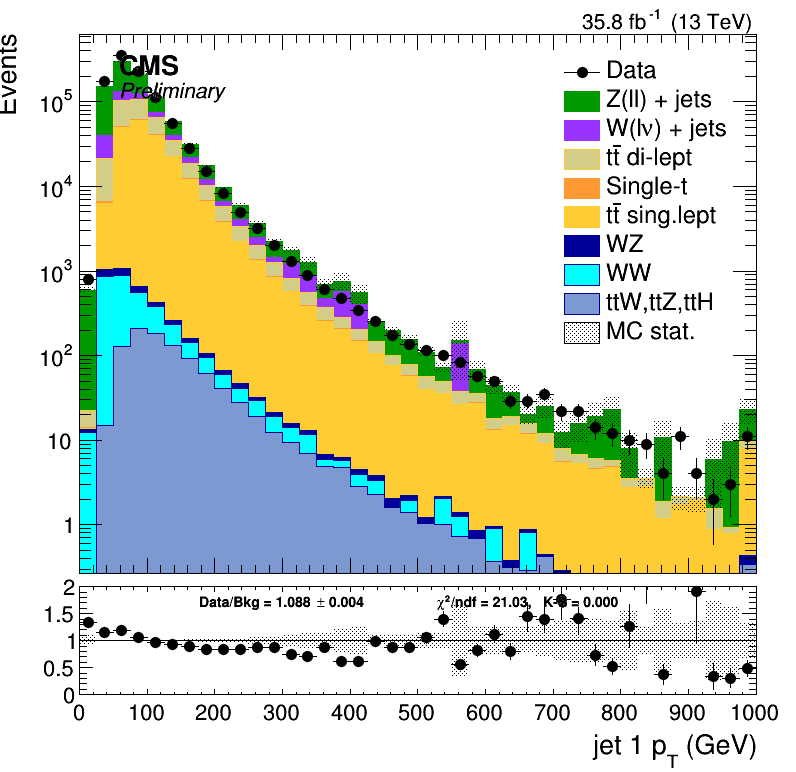 35.8 fb⁻¹ (13 TeV)
Events
CMS
Preliminary
Data
Z(ll) + jets
W(lν) + jets
tt̄ di-lept
Single-t
tt̄ sing.lept
WZ
WW
ttW,ttZ,ttH
MC stat.
10⁵
10⁴
10³
10²
10
1
Data/Bkg = 1.088 ± 0.004
χ²/ndf = 21.03, K-S = 0.000
2
1.5
1
0.5
0
0 100 200 300 400 500 600 700 800 900 1000
jet 1 p_T (GeV)